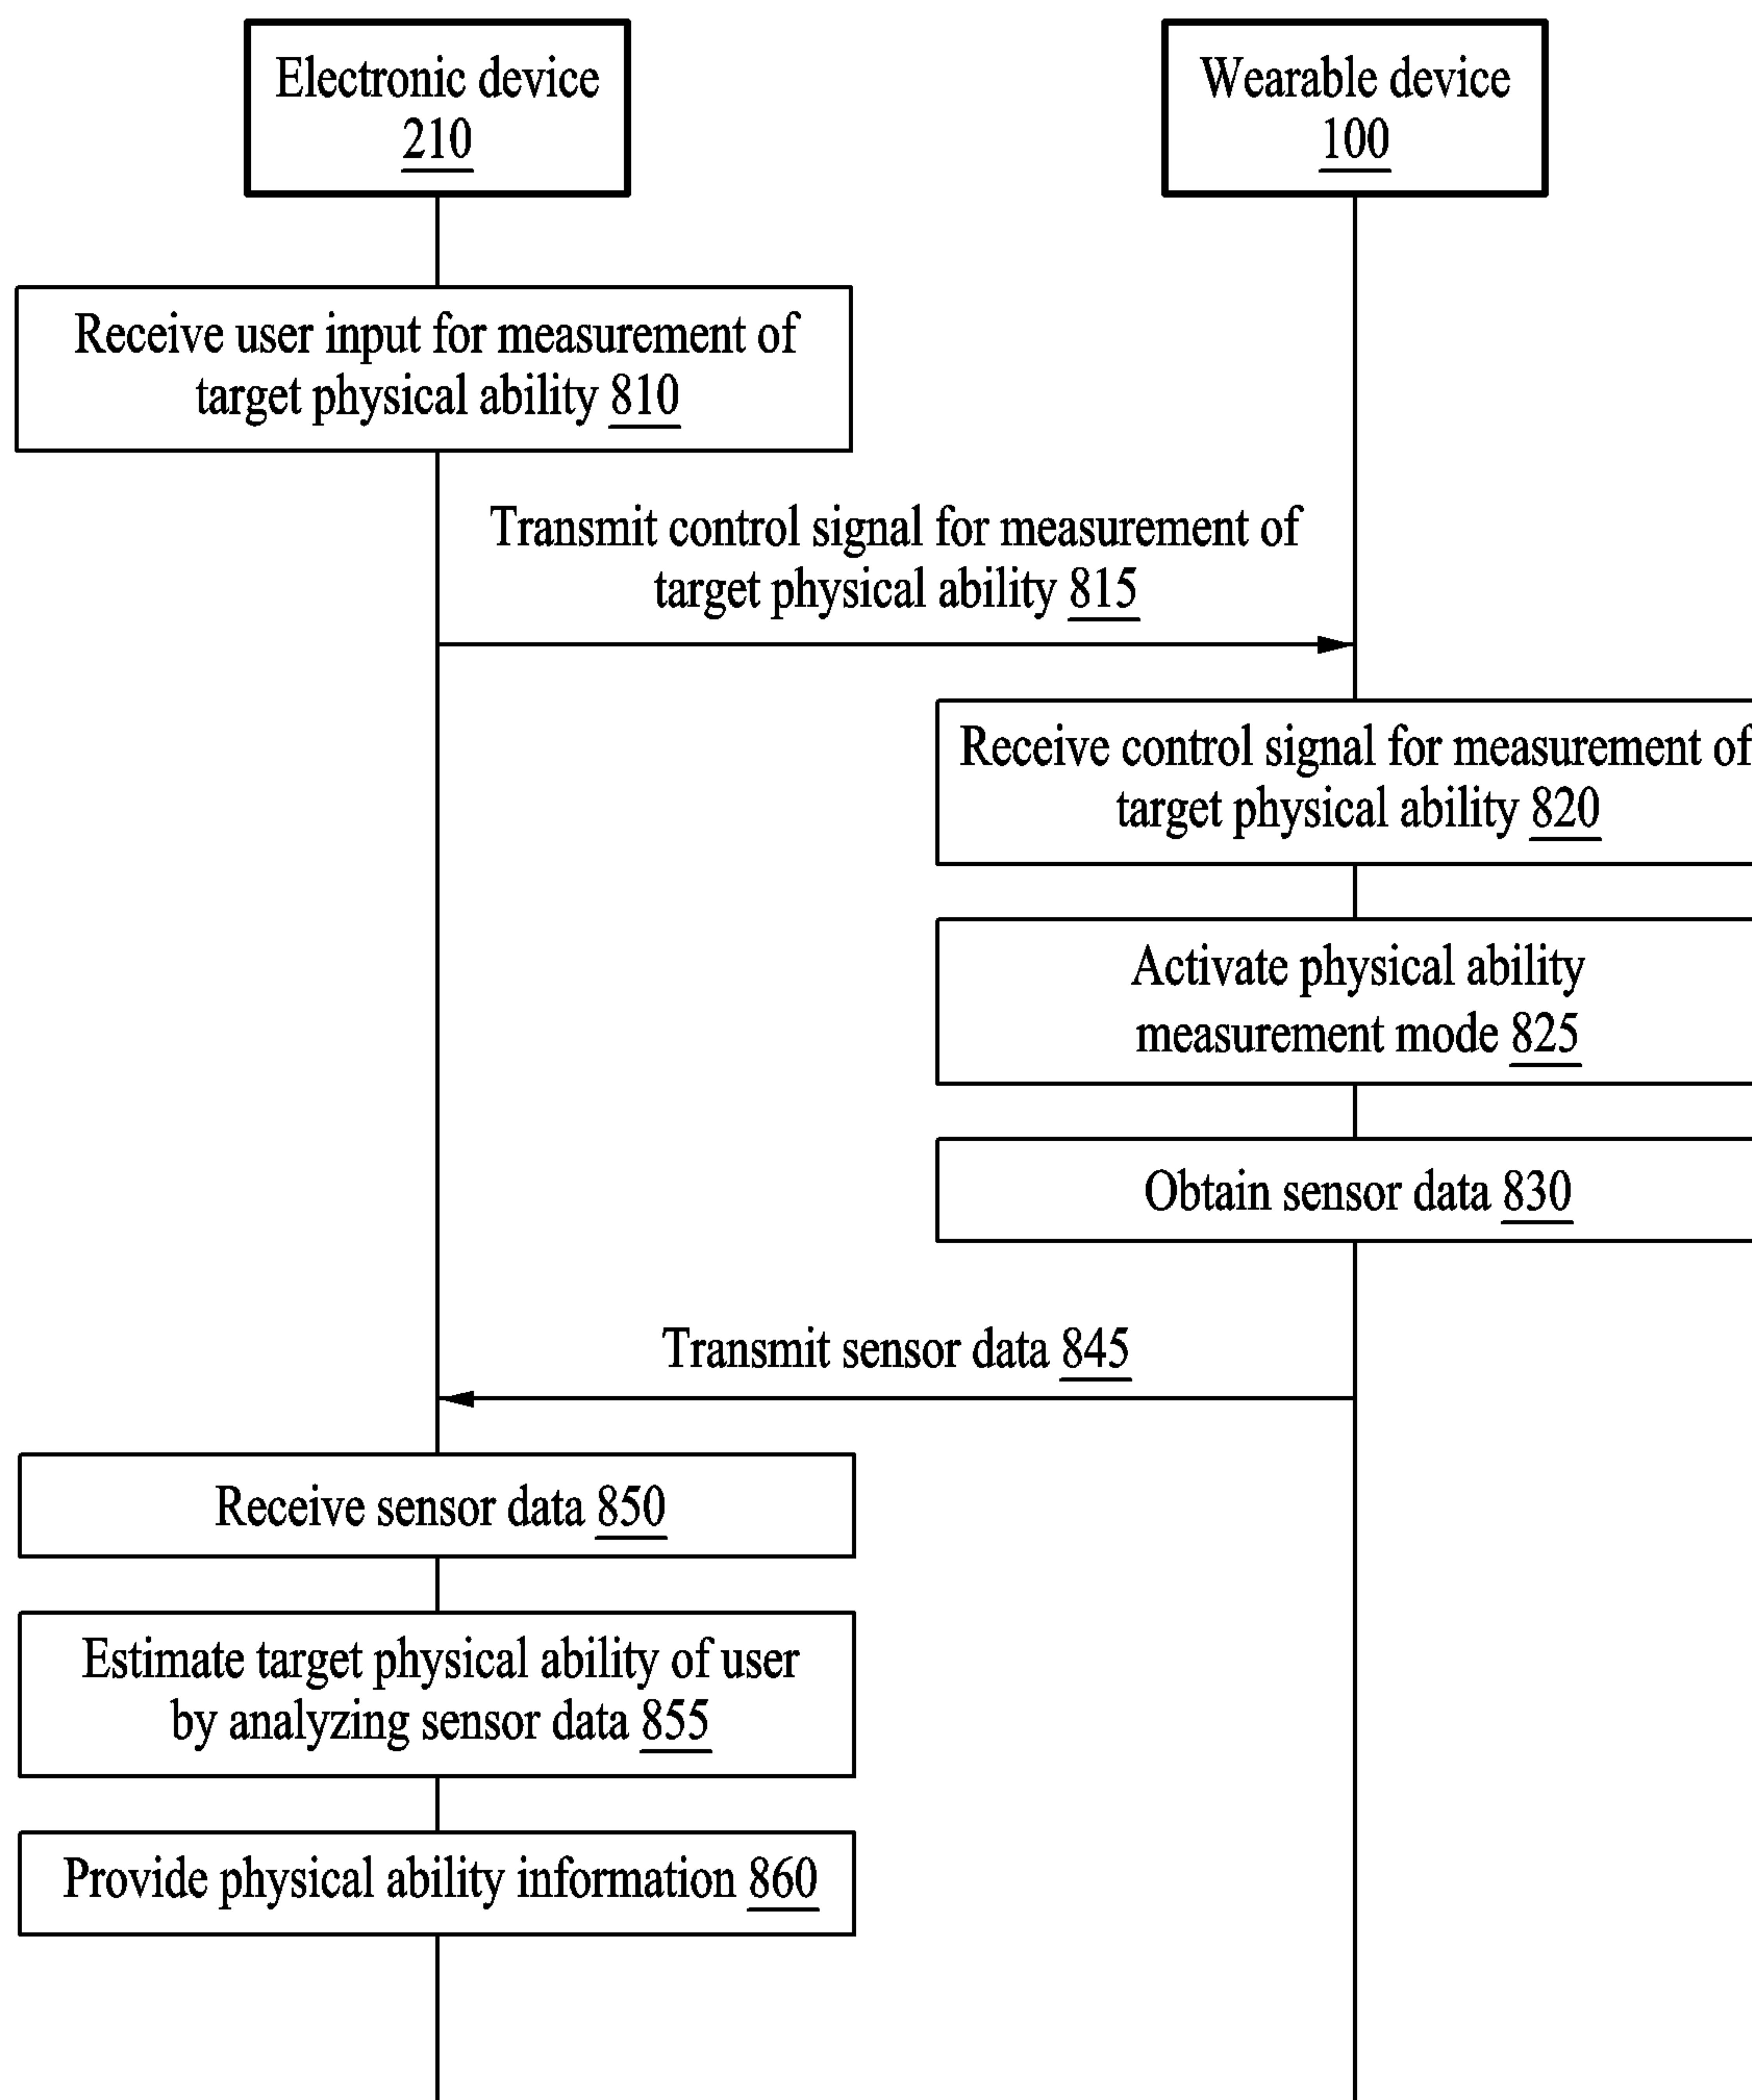 Electronic device
210
Wearable device
100
Receive user input for measurement of
target physical ability 810
Transmit control signal for measurement of
target physical ability 815
Receive control signal for measurement of
target physical ability 820
Activate physical ability
measurement mode 825
Obtain sensor data 830
Transmit sensor data 845
Receive sensor data 850
Estimate target physical ability of user
by analyzing sensor data 855
Provide physical ability information 860